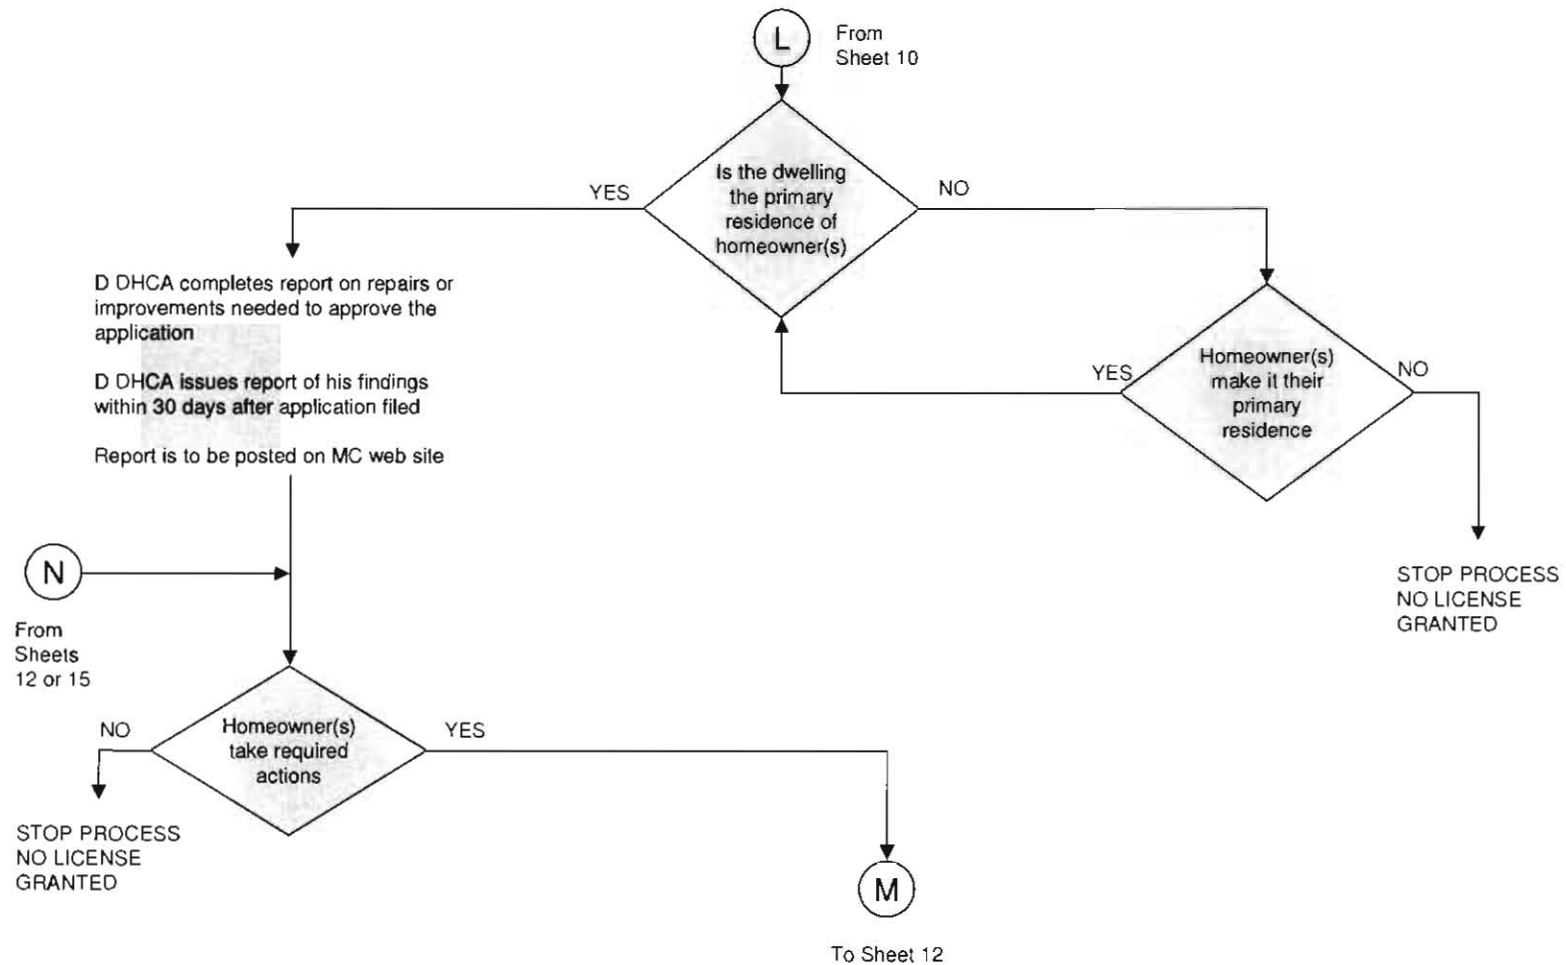 L
From
Sheet 10
Is the dwelling
the primary
residence of
homeowner(s)
YES
NO
D DHCA completes report on repairs or
improvements needed to approve the
application
D DHCA issues report of his findings
within 30 days after application filed
Report is to be posted on MC web site
Homeowner(s)
make it their
primary
residence
YES
NO
STOP PROCESS
NO LICENSE
GRANTED
N
From
Sheets
12 or 15
Homeowner(s)
take required
actions
NO
YES
STOP PROCESS
NO LICENSE
GRANTED
M
To Sheet 12